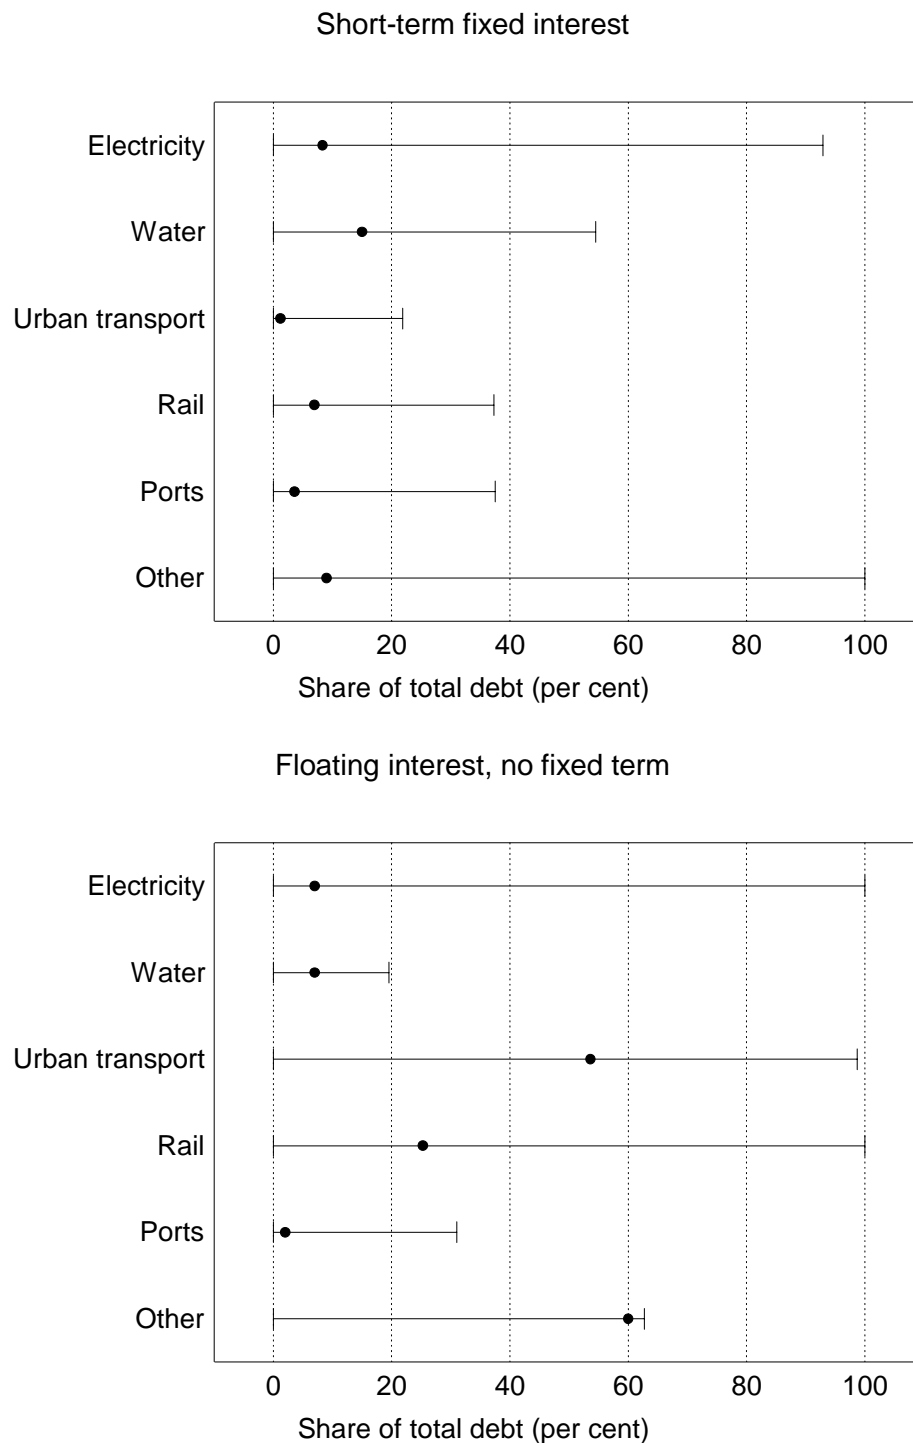 Short-term fixed interest
Electricity
Water
Urban transport
Rail
Ports
Other
0 20 40 60 80 100
Share of total debt (per cent)
Floating interest, no fixed term
Electricity
Water
Urban transport
Rail
Ports
Other
0 20 40 60 80 100
Share of total debt (per cent)